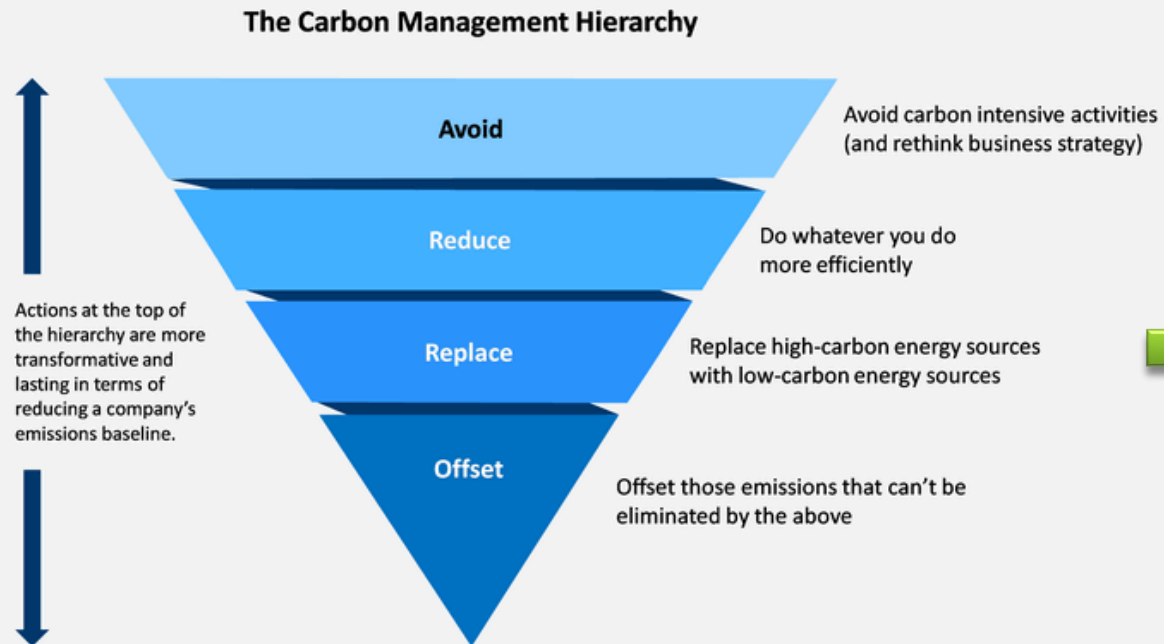 The Carbon Management Hierarchy
Avoid
Avoid carbon intensive activities
(and rethink business strategy)
Reduce
Do whatever you do
more efficiently
Actions at the top of
the hierarchy are more
transformative and
lasting in terms of
reducing a company's
emissions baseline.
Replace
Replace high-carbon energy sources
with low-carbon energy sources
Offset
Offset those emissions that can't be
eliminated by the above